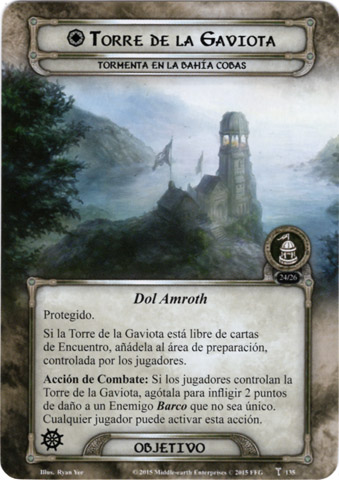 Torre de la Gaviota
Tormenta en la Bahía Cobas
24/26
Dol Amroth
Protegido.
Si la Torre de la Gaviota está libre de cartas
de Encuentro, añádela al área de preparación,
controlada por los jugadores.
Acción de Combate: Si los jugadores controlan la
Torre de la Gaviota, agótala para infligir 2 puntos
de daño a un Enemigo Barco que no sea único.
Cualquier jugador puede activar esta acción.
Objetivo
Illus. Ryan Yee © 2015 Middle-earth Enterprises © 2015 FFG 138